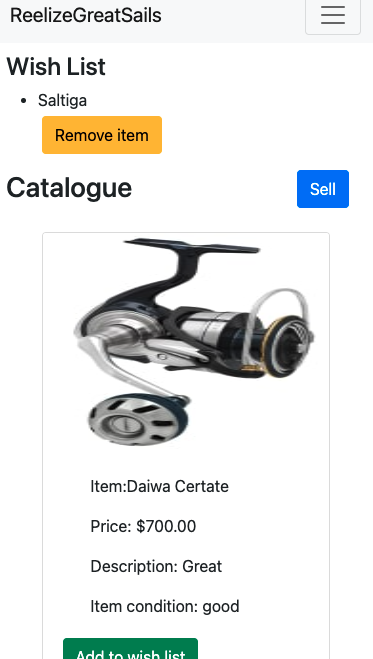 ReelizeGreatSails
Wish List
Saltiga
Remove item
Catalogue
Sell
Item:Daiwa Certate
Price: $700.00
Description: Great
Item condition: good
Add to wish list